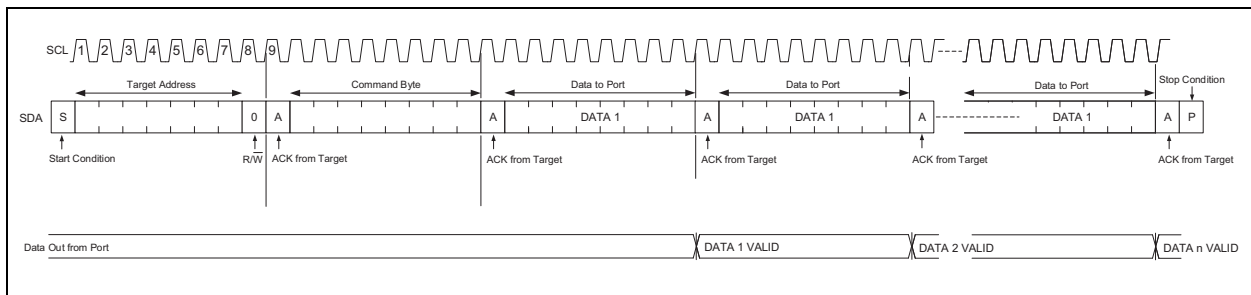 SCL 1 2 3 4 5 6 7 8 9
Target Address Command Byte Data to Port Data to Port Data to Port Stop Condition
SDA S 0 A A DATA 1 A DATA 1 A DATA 1 A P
Start Condition R/W̅ ACK from Target ACK from Target ACK from Target ACK from Target ACK from Target
Data Out from Port DATA 1 VALID DATA 2 VALID DATA n VALID